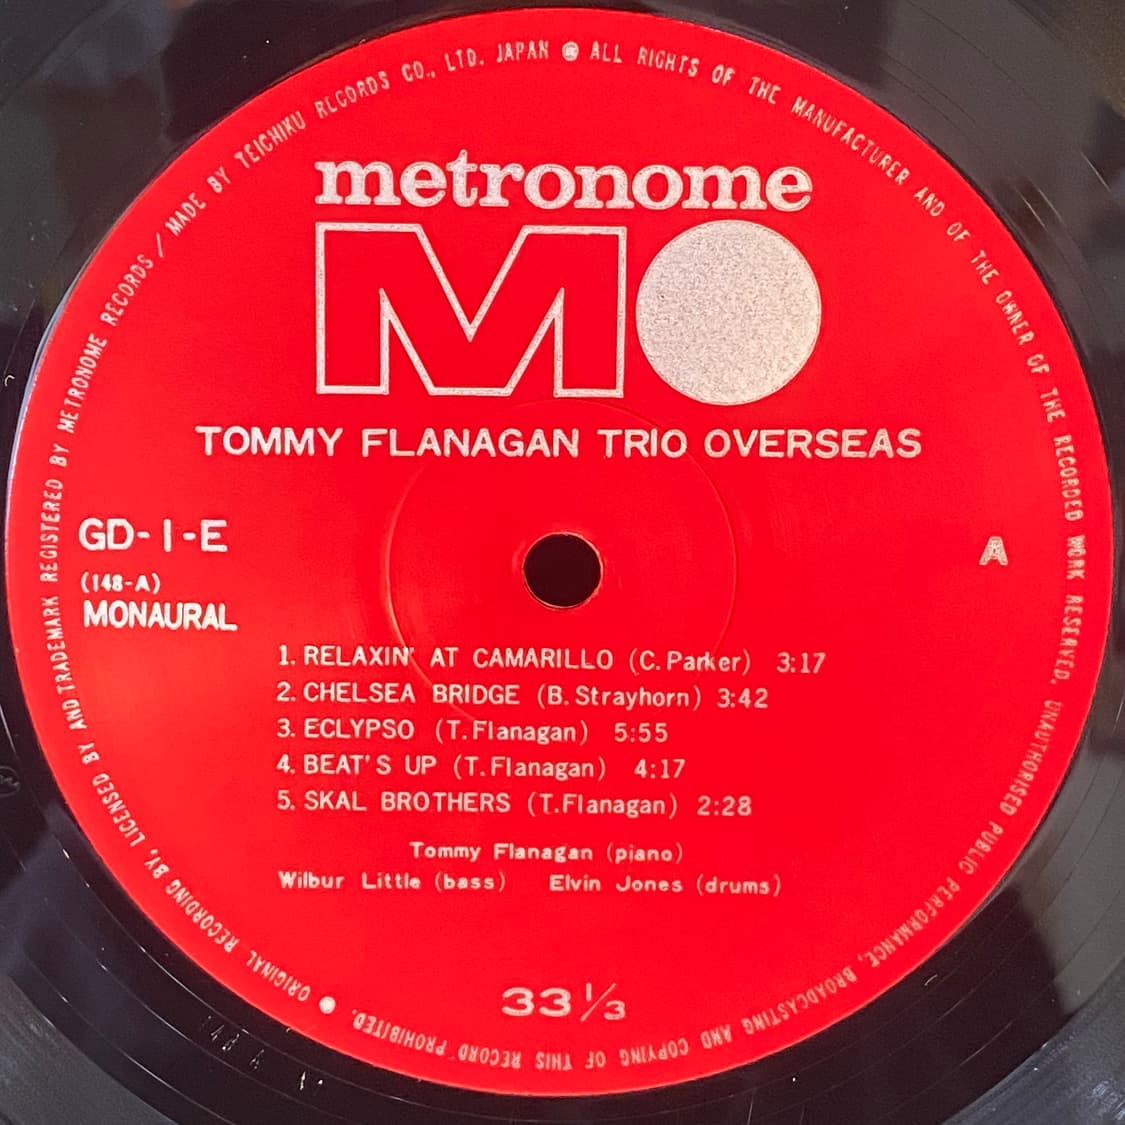 ORIGINAL RECORDING BY, LICENSED BY AND TRADEMARK REGISTERED BY METRONOME RECORDS / MADE BY TEICHIKU RECORDS CO., LTD. JAPAN ALL RIGHTS OF THE MANUFACTURER AND OF THE OWNER OF THE RECORDED WORK RESERVED. UNAUTHORISED PUBLIC PERFORMANCE, BROADCASTING AND COPYING OF THIS RECORD PROHIBITED.
metronome
MO
TOMMY FLANAGAN TRIO OVERSEAS
GD-1-E
(148-A)
MONAURAL
A
1. RELAXIN' AT CAMARILLO (C. Parker) 3:17
2. CHELSEA BRIDGE (B. Strayhorn) 3:42
3. ECLYPSO (T. Flanagan) 5:55
4. BEAT'S UP (T. Flanagan) 4:17
5. SKAL BROTHERS (T. Flanagan) 2:28
Tommy Flanagan (piano)
Wilbur Little (bass) Elvin Jones (drums)
33 1/3